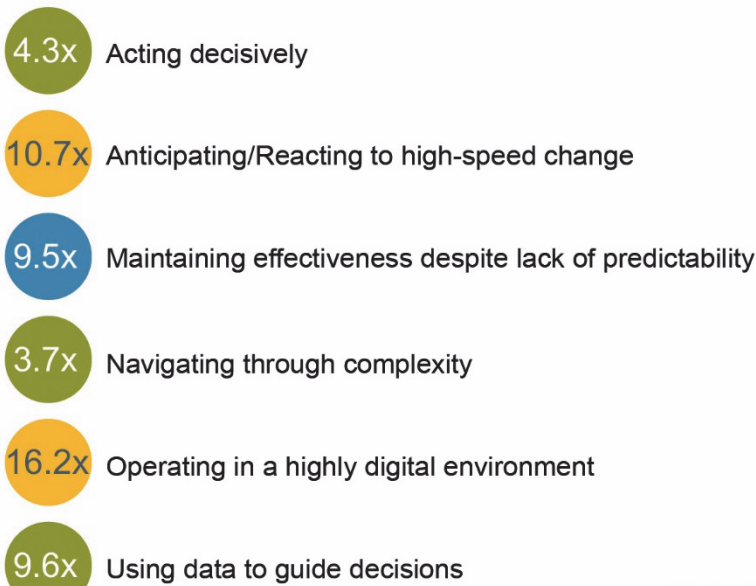 4.3x Acting decisively
10.7x Anticipating/Reacting to high-speed change
9.5x Maintaining effectiveness despite lack of predictability
3.7x Navigating through complexity
16.2x Operating in a highly digital environment
9.6x Using data to guide decisions